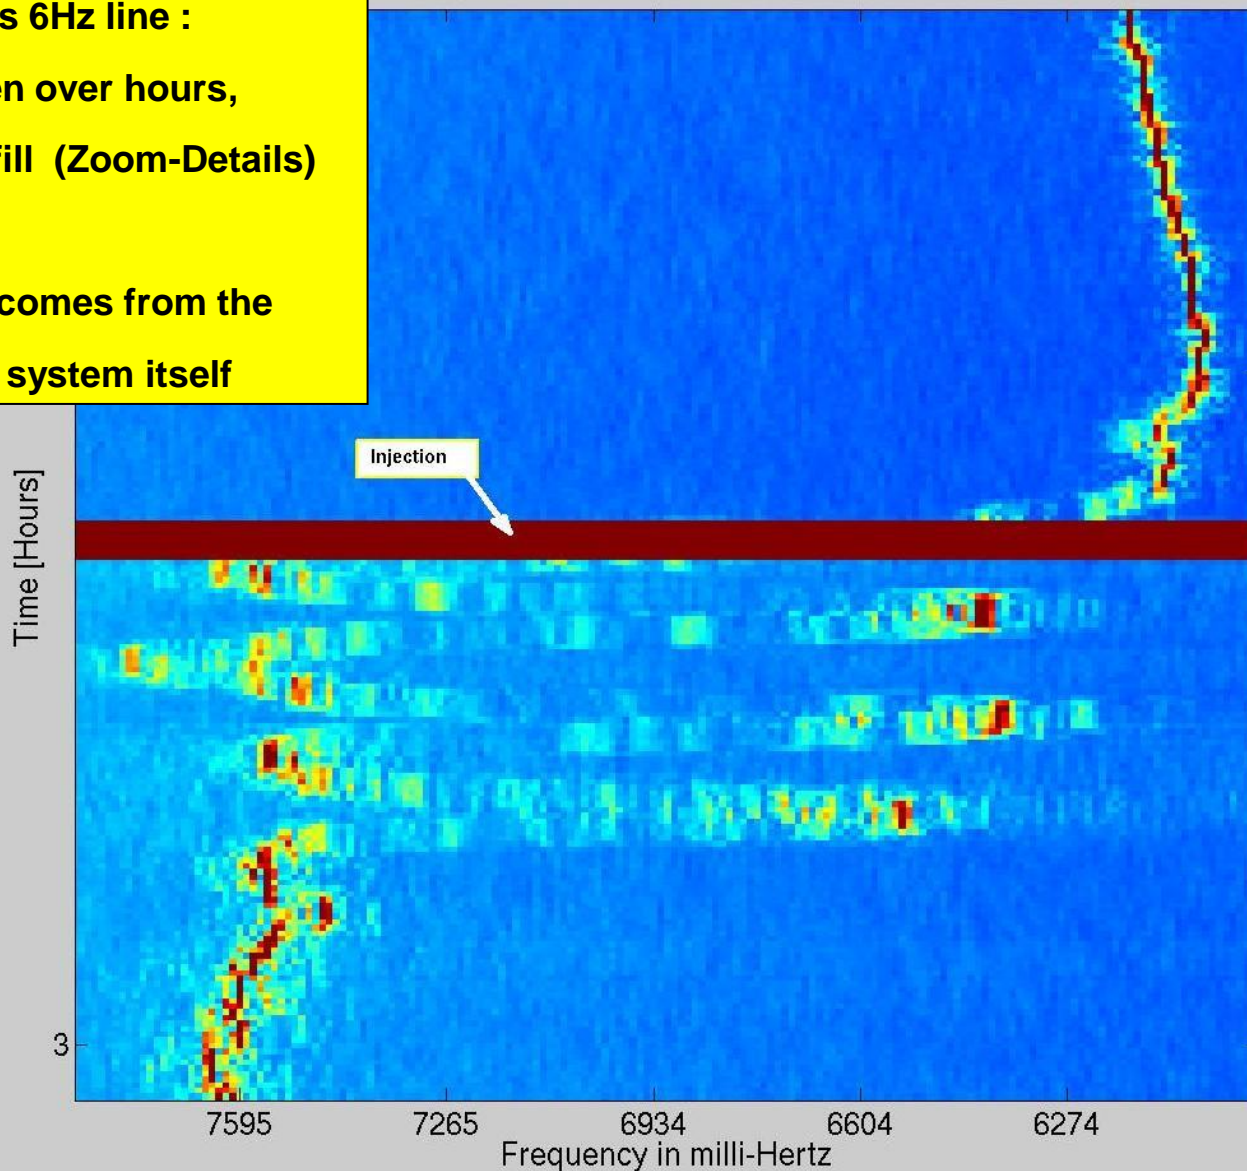 s 6Hz line :
en over hours,
fill (Zoom-Details)
comes from the
system itself
Injection
Time [Hours]
3
7595 7265 6934 6604 6274
Frequency in milli-Hertz